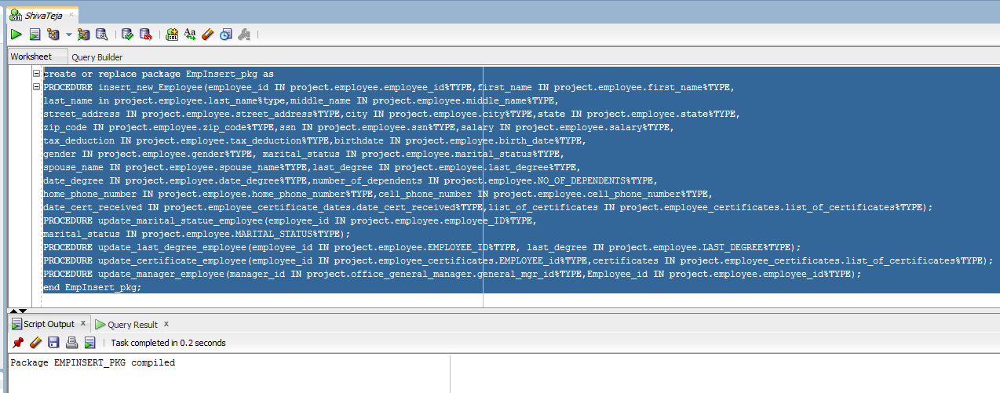 ShivaTeja
Worksheet Query Builder
create or replace package EmpInsert_pkg as
PROCEDURE insert_new_Employee(employee_id IN project.employee.employee_id%TYPE,first_name IN project.employee.first_name%TYPE,
last_name in project.employee.last_name%type,middle_name IN project.employee.middle_name%TYPE,
street_address IN project.employee.street_address%TYPE,city IN project.employee.city%TYPE,state IN project.employee.state%TYPE,
zip_code IN project.employee.zip_code%TYPE,ssn IN project.employee.ssn%TYPE,salary IN project.employee.salary%TYPE,
tax_deduction IN project.employee.tax_deduction%TYPE,birthdate IN project.employee.birth_date%TYPE,
gender IN project.employee.gender%TYPE, marital_status IN project.employee.marital_status%TYPE,
spouse_name IN project.employee.spouse_name%TYPE,last_degree IN project.employee.last_degree%TYPE,
date_degree IN project.employee.date_degree%TYPE,number_of_dependents IN project.employee.NO_OF_DEPENDENTS%TYPE,
home_phone_number IN project.employee.home_phone_number%TYPE,cell_phone_number IN project.employee.cell_phone_number%TYPE,
date_cert_received IN project.employee_certificate_dates.date_cert_received%TYPE,list_of_certificates IN project.employee_certificates.list_of_certificates%TYPE);
PROCEDURE update_marital_statue_employee(employee_id IN project.employee.employee_ID%TYPE,
marital_status IN project.employee.MARITAL_STATUS%TYPE);
PROCEDURE update_last_degree_employee(employee_id IN project.employee.EMPLOYEE_ID%TYPE, last_degree IN project.employee.LAST_DEGREE%TYPE);
PROCEDURE update_certificate_employee(employee_id IN project.employee_certificates.EMPLOYEE_id%TYPE,certificates IN project.employee_certificates.list_of_certificates%TYPE);
PROCEDURE update_manager_employee(manager_id IN project.office_general_manager.general_mgr_id%TYPE,Employee_id IN project.employee.employee_id%TYPE);
end EmpInsert_pkg;
Script Output x Query Result x
Task completed in 0.2 seconds
Package EMPINSERT_PKG compiled